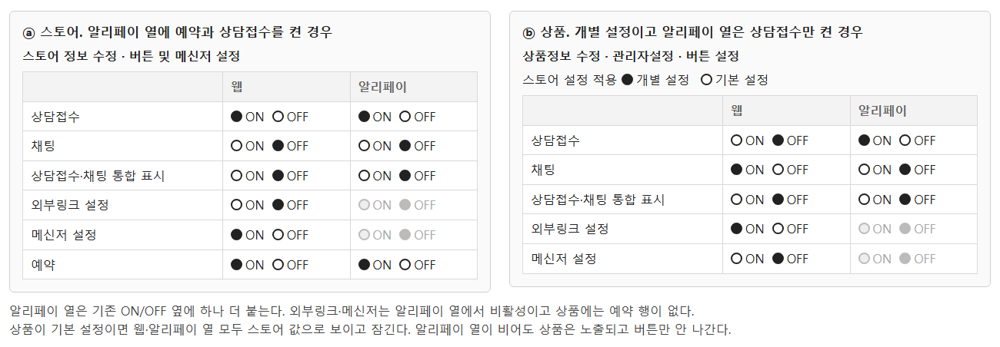 ⓐ 스토어. 알리페이 열에 예약과 상담접수를 켠 경우
스토어 정보 수정 · 버튼 및 메신저 설정
웹 알리페이
상담접수 ON OFF ON OFF
채팅 ON OFF ON OFF
상담접수·채팅 통합 표시 ON OFF ON OFF
외부링크 설정 ON OFF ON OFF
메신저 설정 ON OFF ON OFF
예약 ON OFF ON OFF
ⓑ 상품. 개별 설정이고 알리페이 열은 상담접수만 켠 경우
상품정보 수정 · 관리자설정 · 버튼 설정
스토어 설정 적용 개별 설정 기본 설정
웹 알리페이
상담접수 ON OFF ON OFF
채팅 ON OFF ON OFF
상담접수·채팅 통합 표시 ON OFF ON OFF
외부링크 설정 ON OFF ON OFF
메신저 설정 ON OFF ON OFF
알리페이 열은 기존 ON/OFF 옆에 하나 더 붙는다. 외부링크·메신저는 알리페이 열에서 비활성이고 상품에는 예약 행이 없다.
상품이 기본 설정이면 웹·알리페이 열 모두 스토어 값으로 보이고 잠긴다. 알리페이 열이 비어도 상품은 노출되고 버튼만 안 나간다.